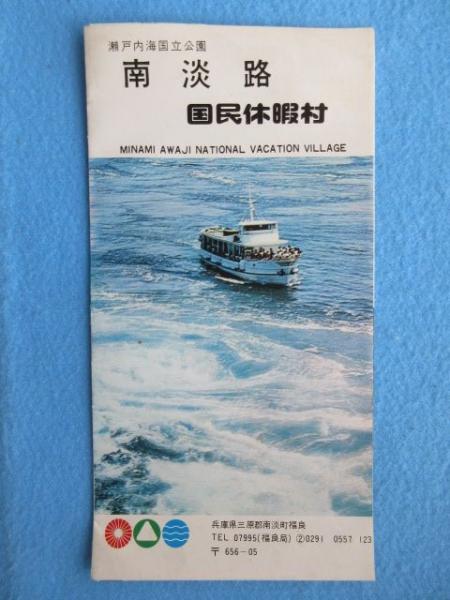 瀬戸内海国立公園
南淡路
国民休暇村
MINAMI AWAJI NATIONAL VACATION VILLAGE
兵庫県三原郡南淡町福良
TEL 07995(福良局) ②0291 0557 123
〒 656-05